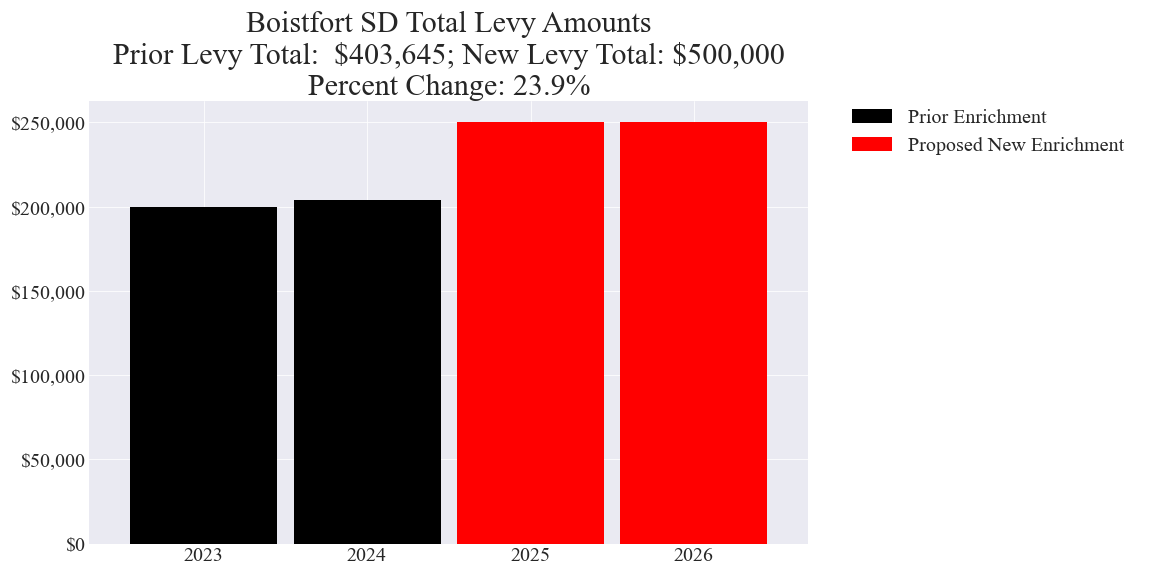 Boistfort SD Total Levy Amounts
Prior Levy Total:  $403,645; New Levy Total: $500,000
Percent Change: 23.9%
Prior Enrichment
Proposed New Enrichment
$250,000
$200,000
$150,000
$100,000
$50,000
$0
2023 2024 2025 2026